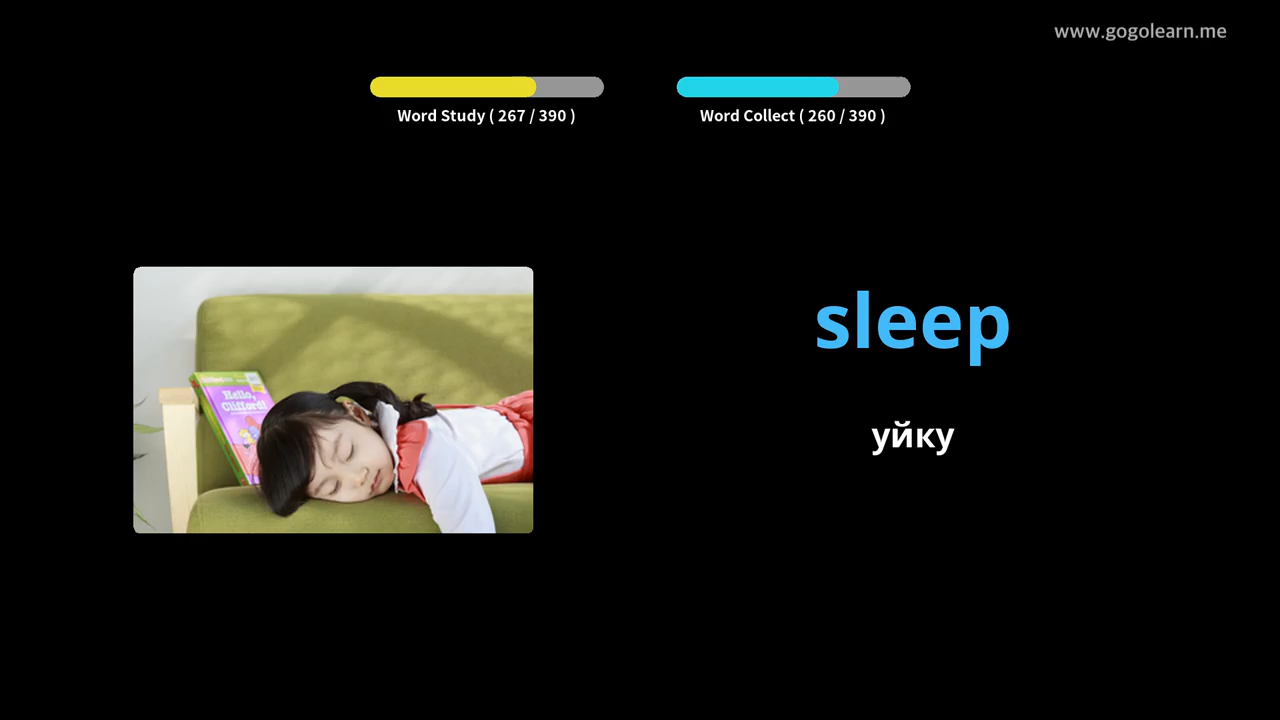 www.gogolearn.me
Word Study ( 267 / 390 )
Word Collect ( 260 / 390 )
sleep
уйку
Hello,
Clifford!